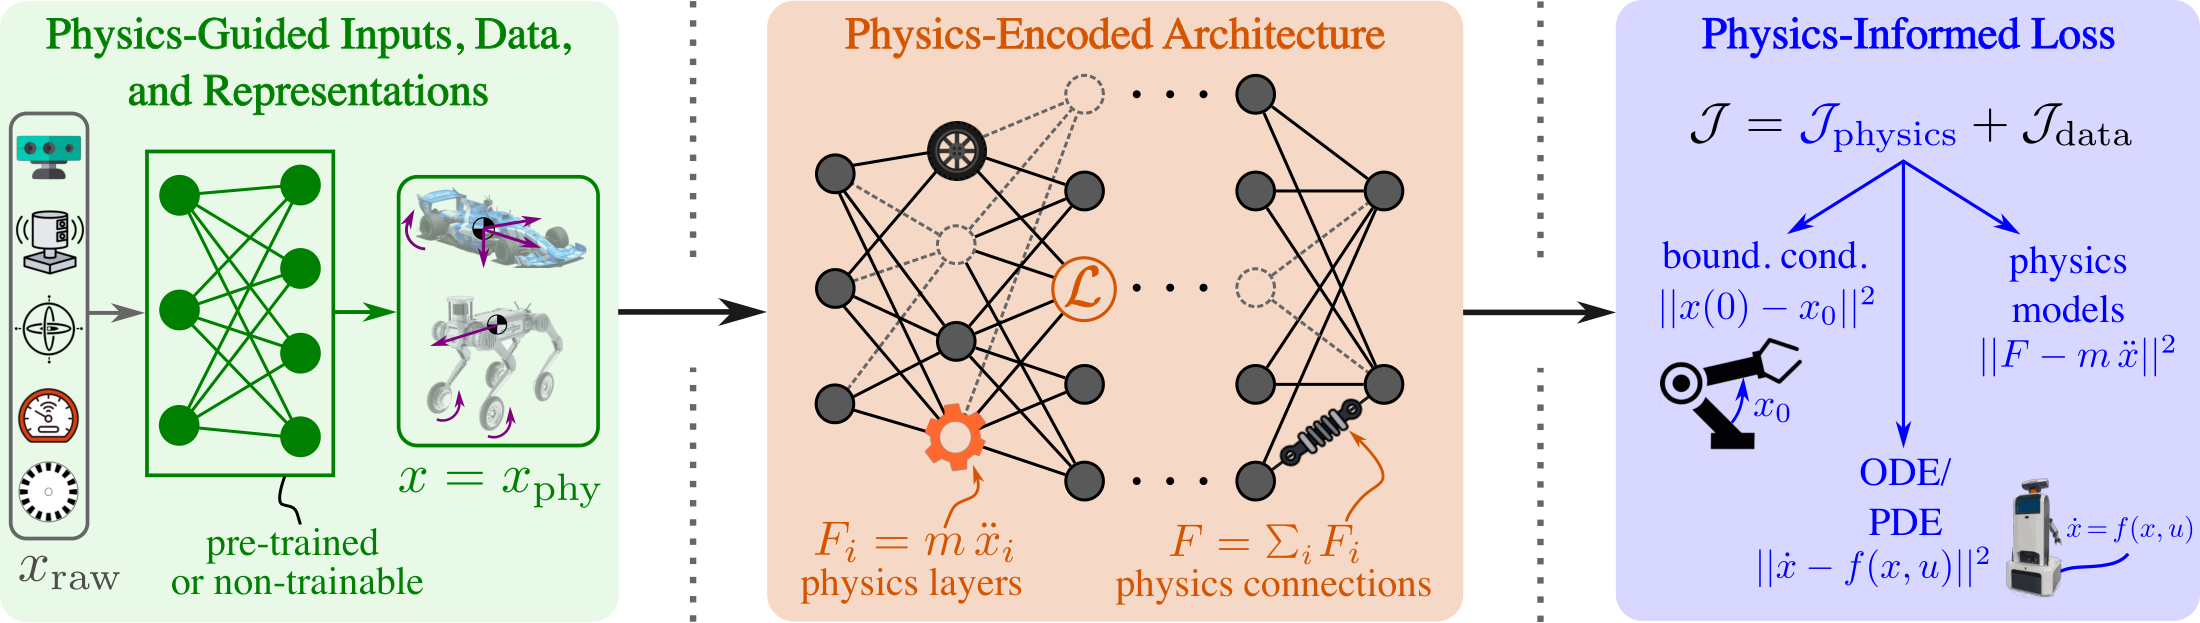 Physics-Guided Inputs, Data,
and Representations
x_raw
pre-trained
or non-trainable
x = x_phy
Physics-Encoded Architecture
ℒ
F_i = m ẍ_i
physics layers
F = Σ_i F_i
physics connections
Physics-Informed Loss
𝒥 = 𝒥_physics + 𝒥_data
bound. cond.
||x(0) − x_0||²
x_0
physics
models
||F − m ẍ||²
ODE/
PDE
||ẋ − f(x, u)||²
ẋ = f(x, u)